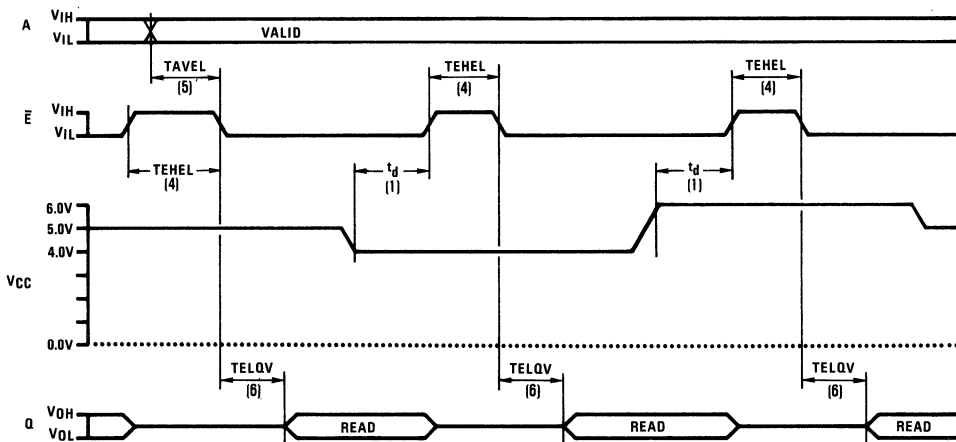 A VIH
VIL
VALID
TAVEL
(5)
TEHEL
(4)
TEHEL
(4)
E̅ VIH
VIL
TEHEL
(4)
td
(1)
td
(1)
VCC
6.0V
5.0V
4.0V
0.0V
TELQV
(6)
TELQV
(6)
TELQV
(6)
Q VOH
VOL
READ
READ
READ